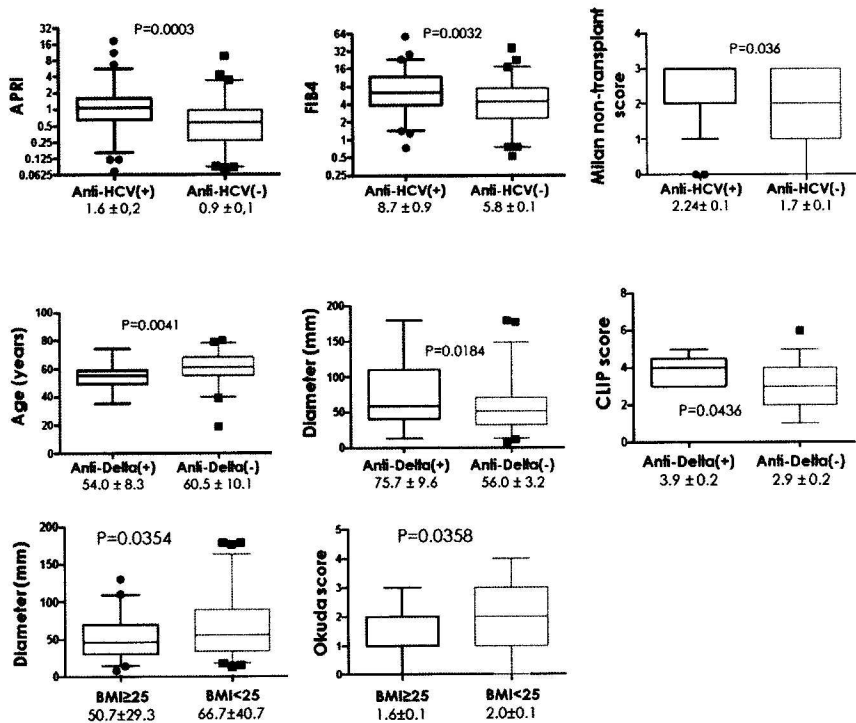 P=0.0003
APRI
32
16
8
4
2
1
0.5
0.25
0.125
0.0625
Anti-HCV(+) Anti-HCV(-)
1.6 ± 0,2 0.9 ± 0,1
P=0.0032
FIB4
64
32
16
8
4
2
1
0.5
0.25
Anti-HCV(+) Anti-HCV(-)
8.7 ± 0.9 5.8 ± 0.1
P=0.036
Milan non-transplant
score
4
3
2
1
0
Anti-HCV(+) Anti-HCV(-)
2.24± 0.1 1.7 ± 0.1
P=0.0041
Age (years)
100
80
60
40
20
0
Anti-Delta(+) Anti-Delta(-)
54.0 ± 8.3 60.5 ± 10.1
P=0.0184
Diameter (mm)
200
150
100
50
0
Anti-Delta(+) Anti-Delta(-)
75.7 ± 9.6 56.0 ± 3.2
CLIP score
8
6
4
2
0
P=0.0436
Anti-Delta(+) Anti-Delta(-)
3.9 ± 0.2 2.9 ± 0.2
P=0.0354
Diameter (mm)
200
150
100
50
0
BMI≥25 BMI<25
50.7±29.3 66.7±40.7
P=0.0358
Okuda score
5
4
3
2
1
0
BMI≥25 BMI<25
1.6±0.1 2.0±0.1